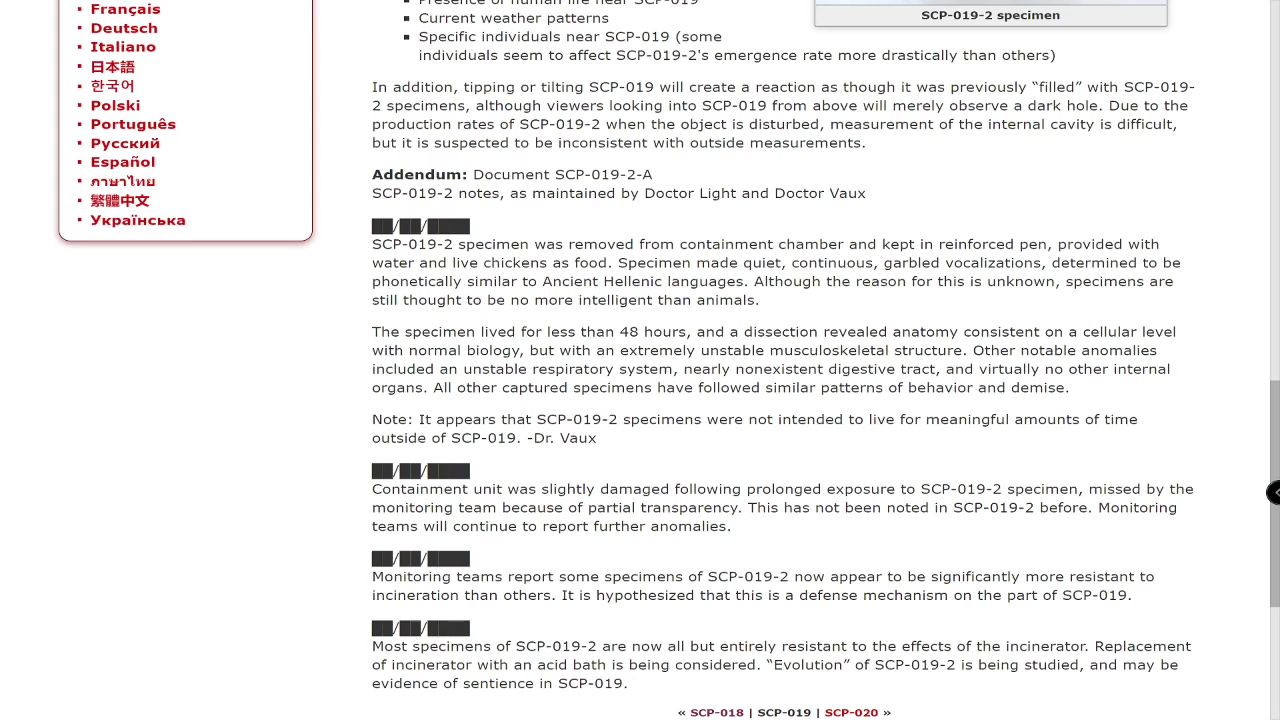 Français
Deutsch
Italiano
日本語
한국어
Polski
Português
Русский
Español
ภาษาไทย
繁體中文
Українська
Presence of human life near SCP-019
Current weather patterns
Specific individuals near SCP-019 (some
individuals seem to affect SCP-019-2's emergence rate more drastically than others)
SCP-019-2 specimen
In addition, tipping or tilting SCP-019 will create a reaction as though it was previously “filled” with SCP-019-
2 specimens, although viewers looking into SCP-019 from above will merely observe a dark hole. Due to the
production rates of SCP-019-2 when the object is disturbed, measurement of the internal cavity is difficult,
but it is suspected to be inconsistent with outside measurements.
Addendum: Document SCP-019-2-A
SCP-019-2 notes, as maintained by Doctor Light and Doctor Vaux
██/██/████
SCP-019-2 specimen was removed from containment chamber and kept in reinforced pen, provided with
water and live chickens as food. Specimen made quiet, continuous, garbled vocalizations, determined to be
phonetically similar to Ancient Hellenic languages. Although the reason for this is unknown, specimens are
still thought to be no more intelligent than animals.
The specimen lived for less than 48 hours, and a dissection revealed anatomy consistent on a cellular level
with normal biology, but with an extremely unstable musculoskeletal structure. Other notable anomalies
included an unstable respiratory system, nearly nonexistent digestive tract, and virtually no other internal
organs. All other captured specimens have followed similar patterns of behavior and demise.
Note: It appears that SCP-019-2 specimens were not intended to live for meaningful amounts of time
outside of SCP-019. -Dr. Vaux
██/██/████
Containment unit was slightly damaged following prolonged exposure to SCP-019-2 specimen, missed by the
monitoring team because of partial transparency. This has not been noted in SCP-019-2 before. Monitoring
teams will continue to report further anomalies.
██/██/████
Monitoring teams report some specimens of SCP-019-2 now appear to be significantly more resistant to
incineration than others. It is hypothesized that this is a defense mechanism on the part of SCP-019.
██/██/████
Most specimens of SCP-019-2 are now all but entirely resistant to the effects of the incinerator. Replacement
of incinerator with an acid bath is being considered. “Evolution” of SCP-019-2 is being studied, and may be
evidence of sentience in SCP-019.
« SCP-018 | SCP-019 | SCP-020 »